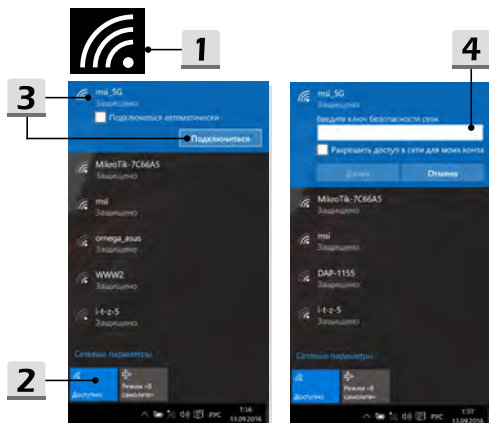 1
3
msi_5G
Защищено
Подключаться автоматически
Подключиться
MikroTik-7C66A5
Защищено
msi
Защищено
omega_asus
Защищено
WWW2
Защищено
i-t-z-5
Защищено
Сетевые параметры
2
Доступно
Режим «В
самолете»
РУС
1:56
13.09.2016
4
msi_5G
Защищено
Введите ключ безопасности сети
Разрешить доступ к сети для моих конта
Далее
Отмена
MikroTik-7C66A5
Защищено
msi
Защищено
DAP-1155
Защищено
i-t-z-5
Защищено
Сетевые параметры
Доступно
Режим «В
самолете»
РУС
1:57
13.09.2016